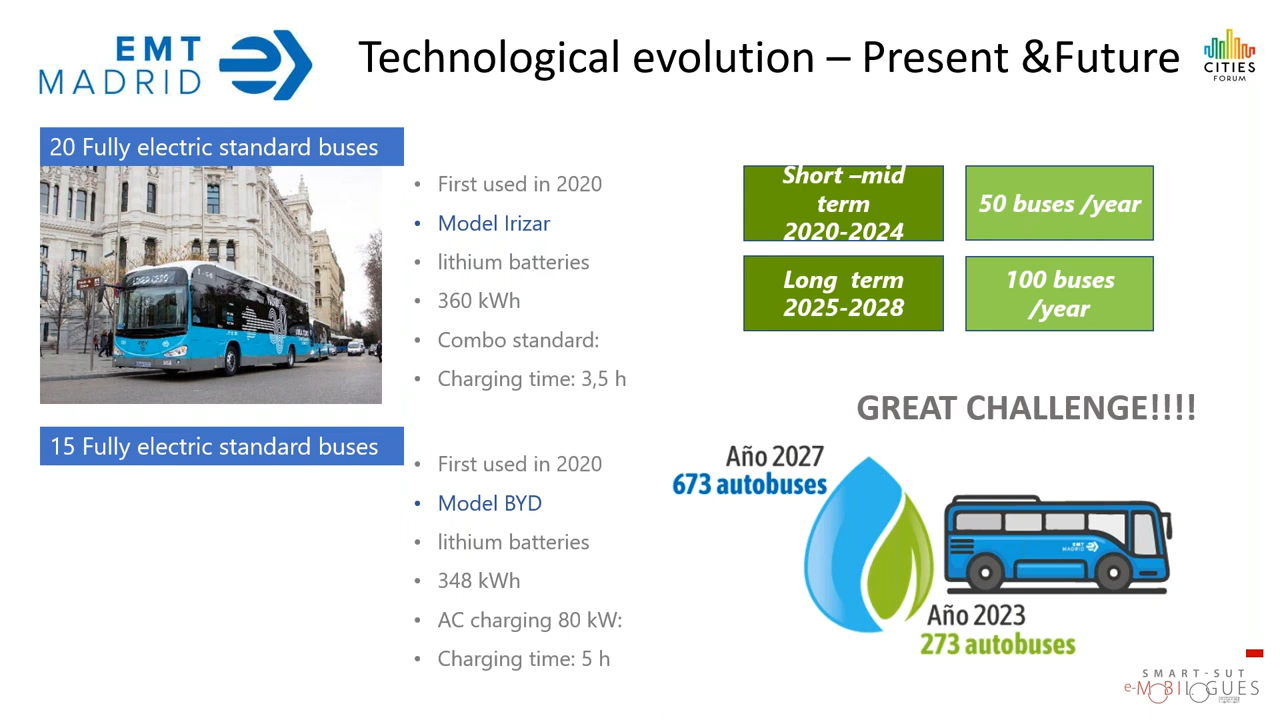 EMT
MADRID
Technological evolution – Present &Future
CITIES
FORUM
20 Fully electric standard buses
• First used in 2020
• Model Irizar
• lithium batteries
• 360 kWh
• Combo standard:
• Charging time: 3,5 h
15 Fully electric standard buses
• First used in 2020
• Model BYD
• lithium batteries
• 348 kWh
• AC charging 80 kW:
• Charging time: 5 h
Short –mid
term
2020-2024
50 buses /year
Long term
2025-2028
100 buses
/year
GREAT CHALLENGE!!!!
Año 2027
673 autobuses
EMT
MADRID
Año 2023
273 autobuses
SMART-SUT
e-MOBILOGUES